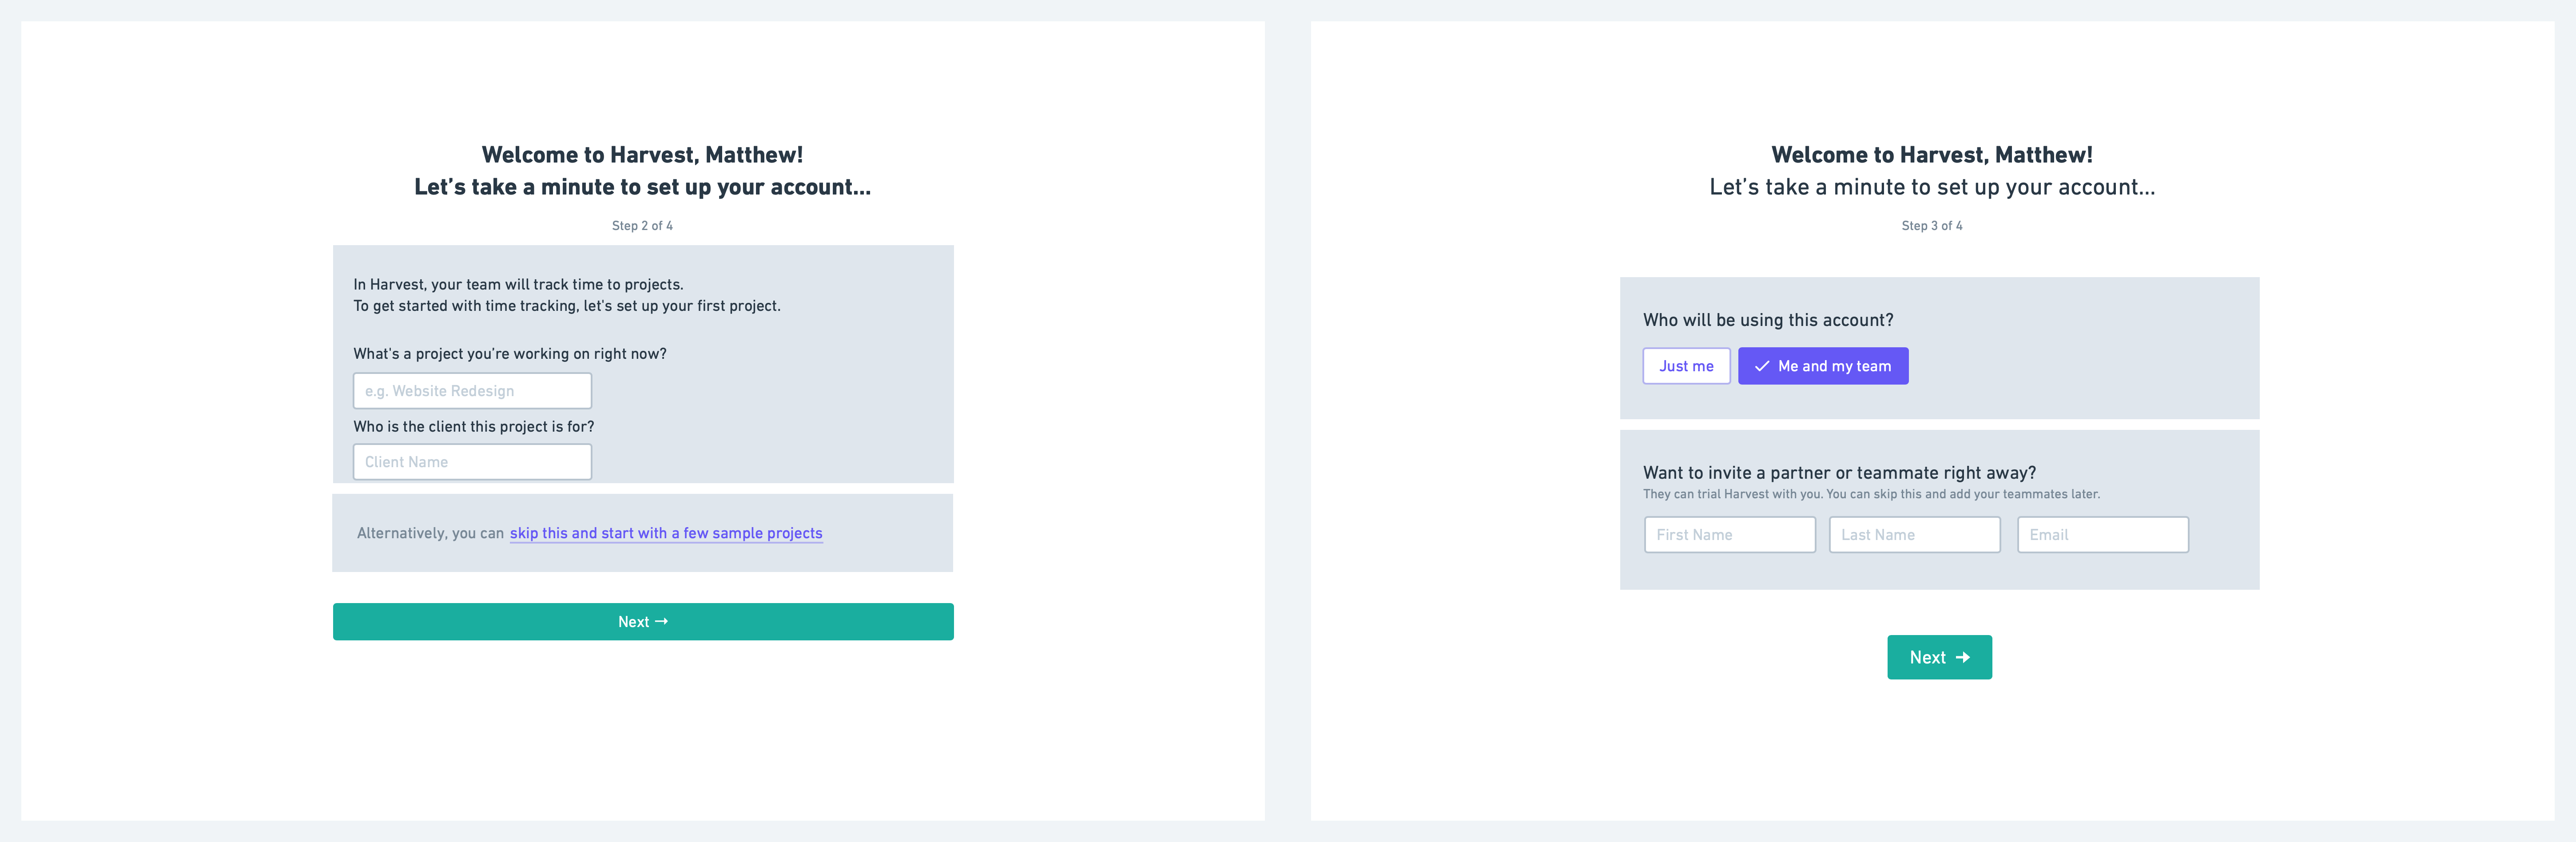 Welcome to Harvest, Matthew!
Let’s take a minute to set up your account...
Step 2 of 4
In Harvest, your team will track time to projects.
To get started with time tracking, let's set up your first project.
What's a project you’re working on right now?
e.g. Website Redesign
Who is the client this project is for?
Client Name
Alternatively, you can skip this and start with a few sample projects
Next →
Welcome to Harvest, Matthew!
Let’s take a minute to set up your account...
Step 3 of 4
Who will be using this account?
Just me
✓ Me and my team
Want to invite a partner or teammate right away?
They can trial Harvest with you. You can skip this and add your teammates later.
First Name
Last Name
Email
Next →